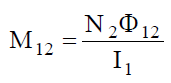 M₁₂ = N₂Φ₁₂ / I₁